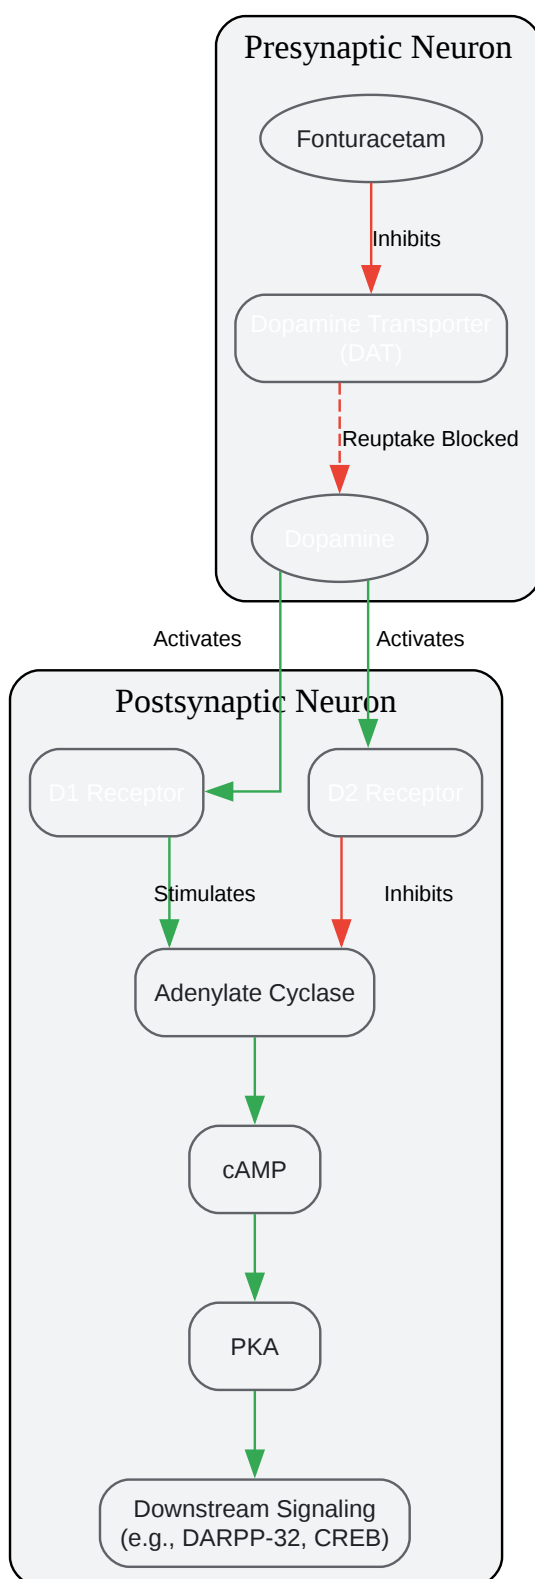 Presynaptic Neuron
Fonturacetam
Inhibits
Dopamine Transporter
(DAT)
Reuptake Blocked
Dopamine
Activates
Activates
Postsynaptic Neuron
D1 Receptor
D2 Receptor
Stimulates
Inhibits
Adenylate Cyclase
cAMP
PKA
Downstream Signaling
(e.g., DARPP-32, CREB)